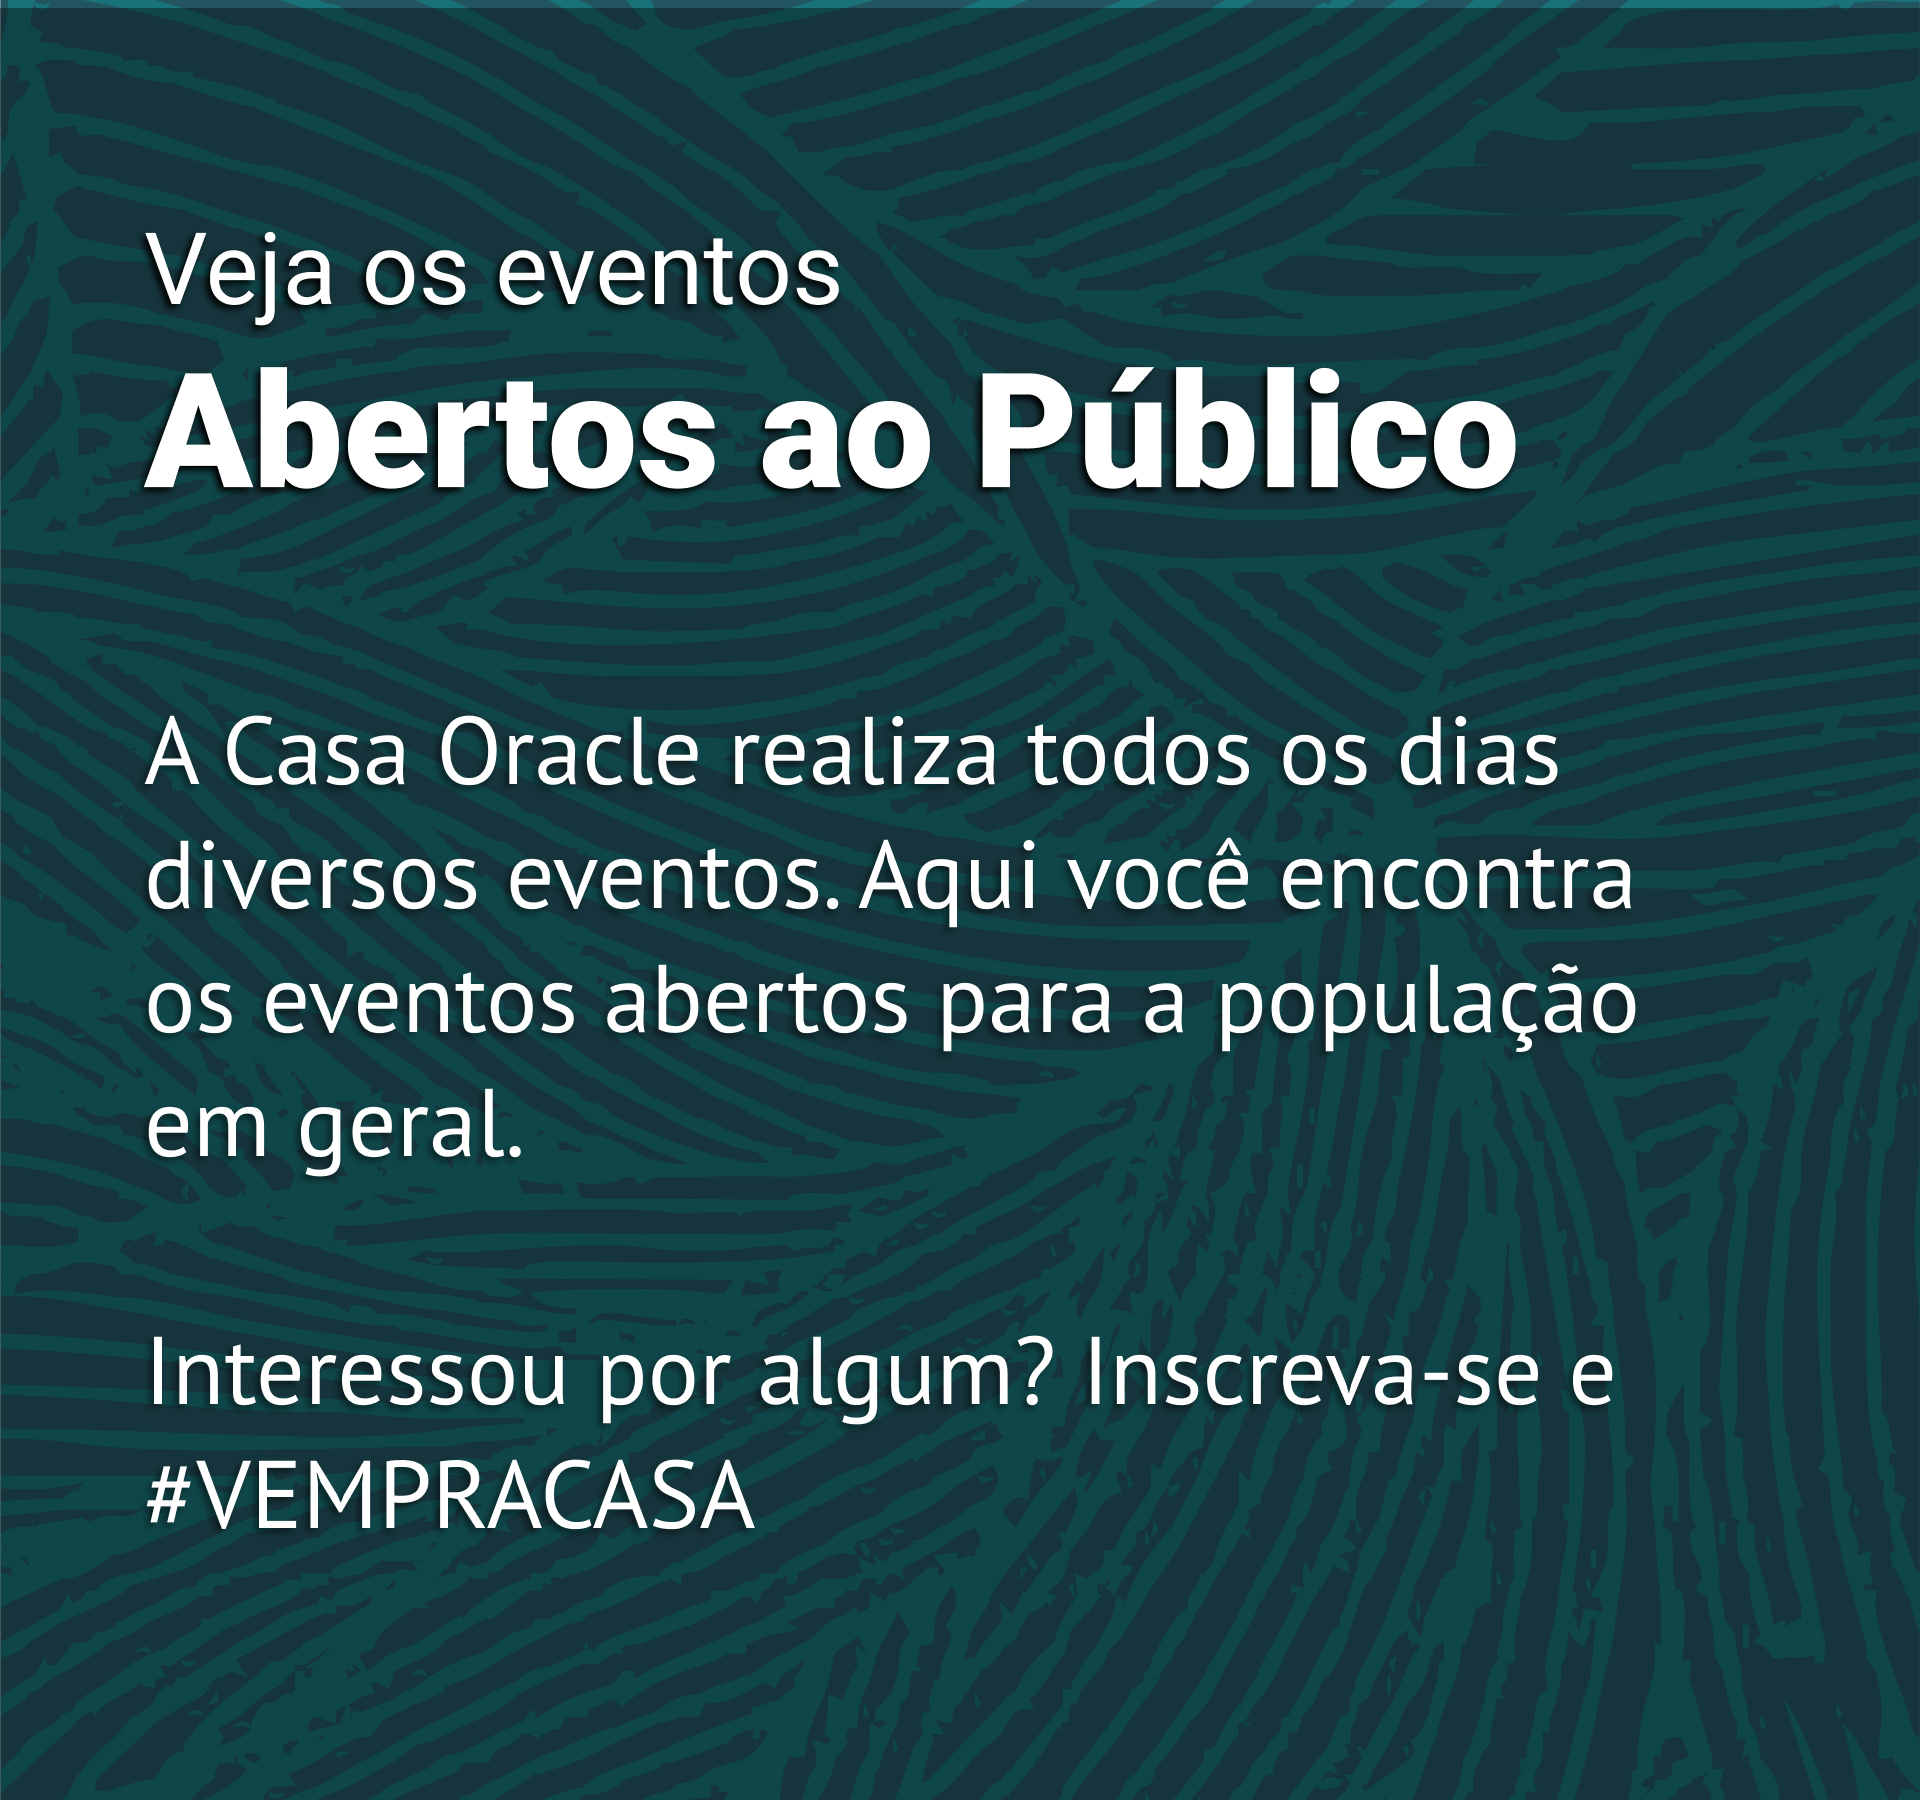 Veja os eventos
Abertos ao Público
A Casa Oracle realiza todos os dias
diversos eventos. Aqui você encontra
os eventos abertos para a população
em geral.
Interessou por algum? Inscreva-se e
#VEMPRACASA